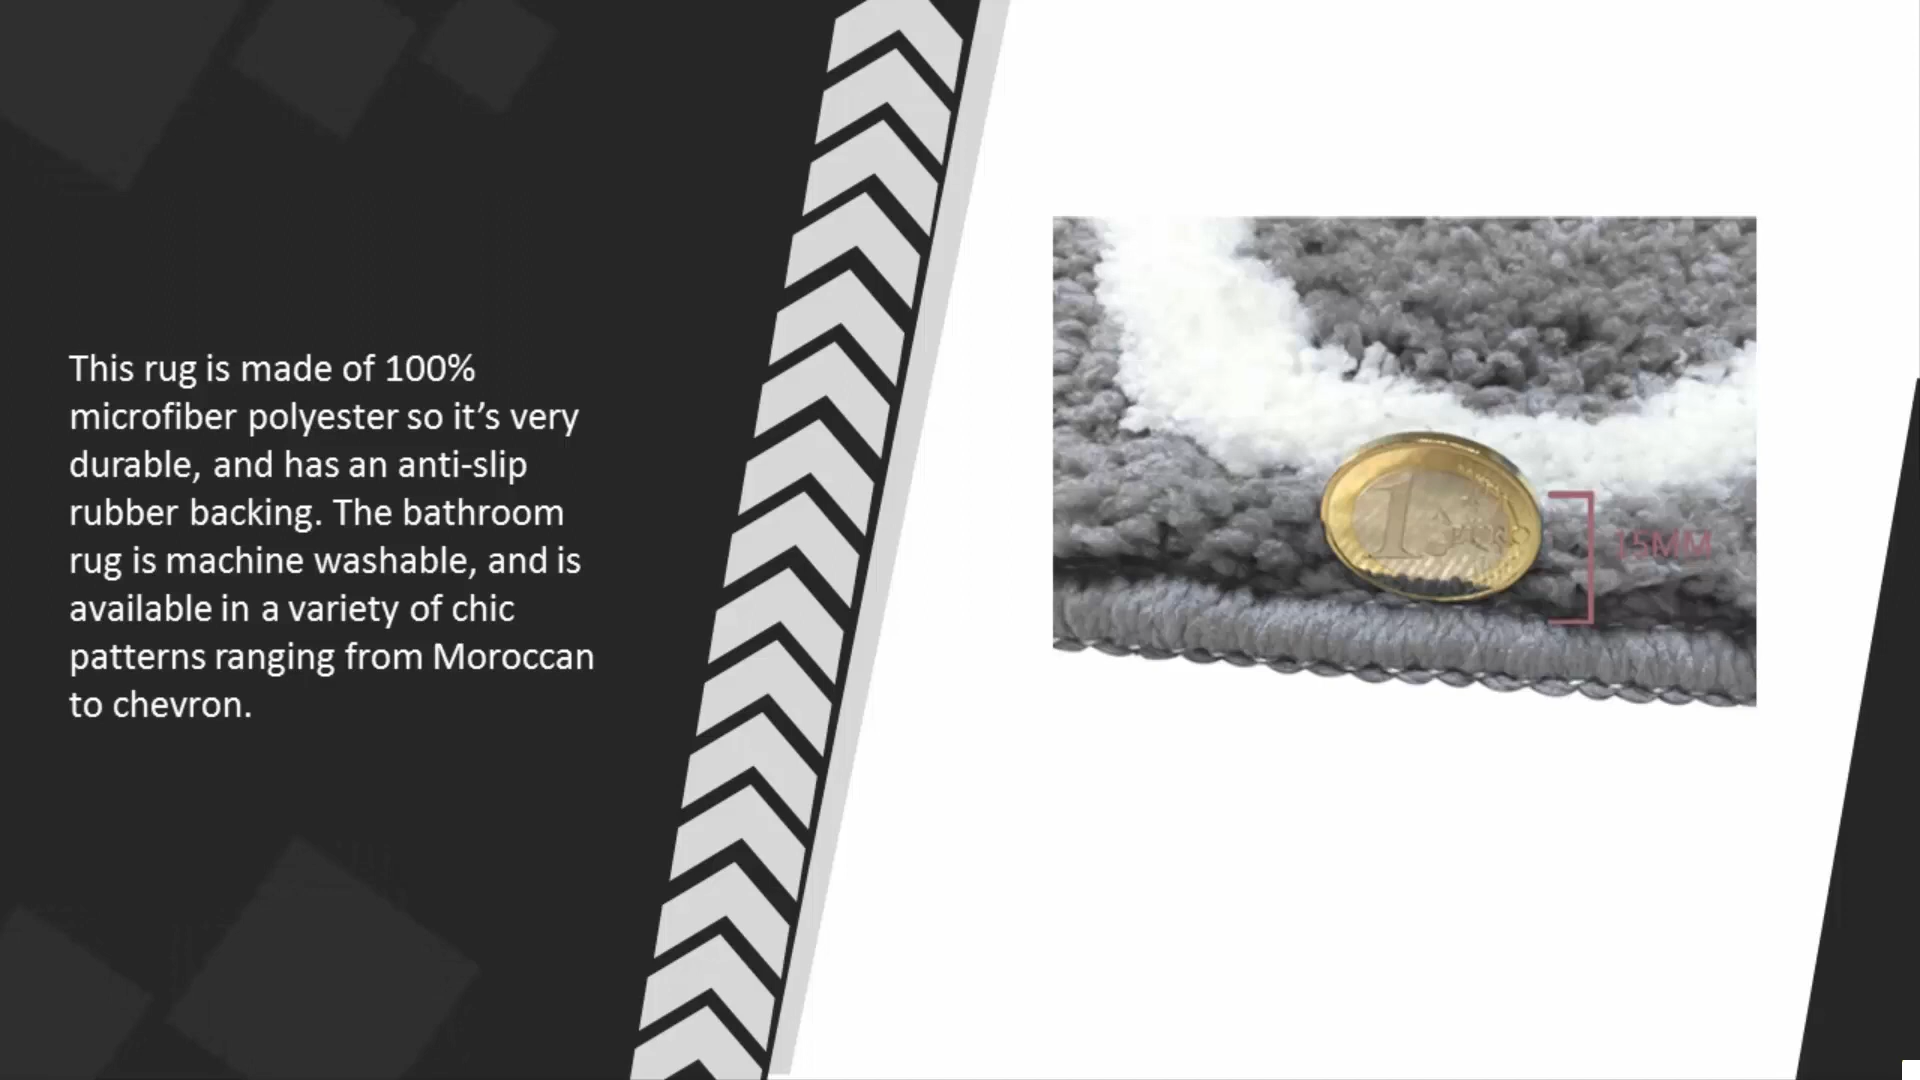 This rug is made of 100%
microfiber polyester so it’s very
durable, and has an anti-slip
rubber backing. The bathroom
rug is machine washable, and is
available in a variety of chic
patterns ranging from Moroccan
to chevron.
1
EURO
15MM